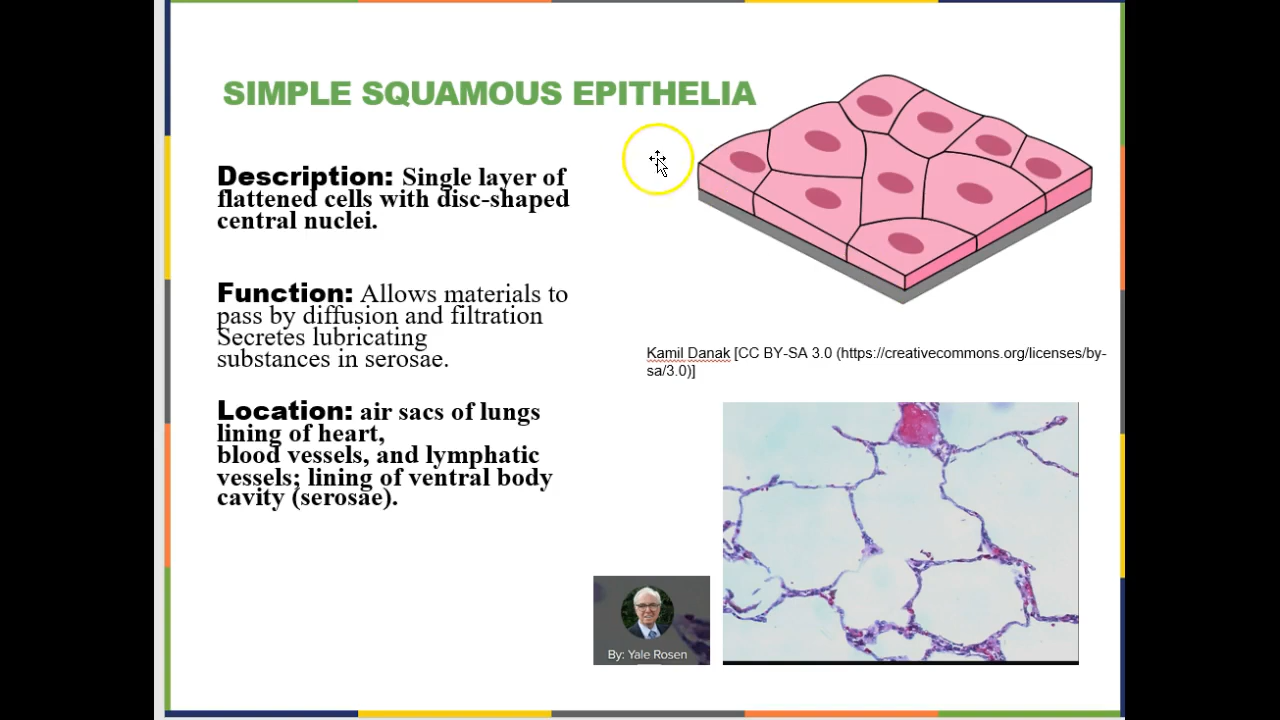 SIMPLE SQUAMOUS EPITHELIA
Description: Single layer of
flattened cells with disc-shaped
central nuclei.
Function: Allows materials to
pass by diffusion and filtration
Secretes lubricating
substances in serosae.
Location: air sacs of lungs
lining of heart,
blood vessels, and lymphatic
vessels; lining of ventral body
cavity (serosae).
Kamil Danak [CC BY-SA 3.0 (https://creativecommons.org/licenses/by-
sa/3.0)]
By: Yale Rosen